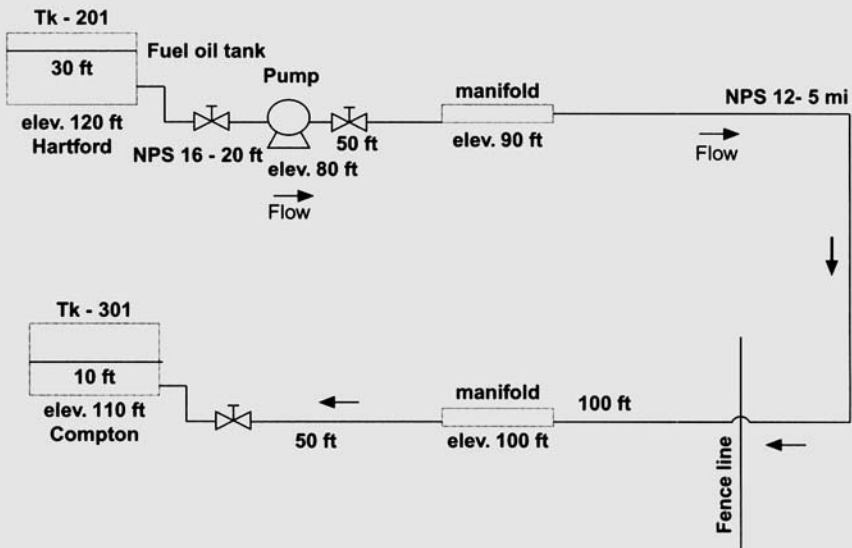 Tk - 201
Fuel oil tank
30 ft
elev. 120 ft
Hartford
NPS 16 - 20 ft
Pump
elev. 80 ft
50 ft
Flow
manifold
elev. 90 ft
NPS 12- 5 mi
Flow
Tk - 301
10 ft
elev. 110 ft
Compton
50 ft
manifold
elev. 100 ft
100 ft
Fence line